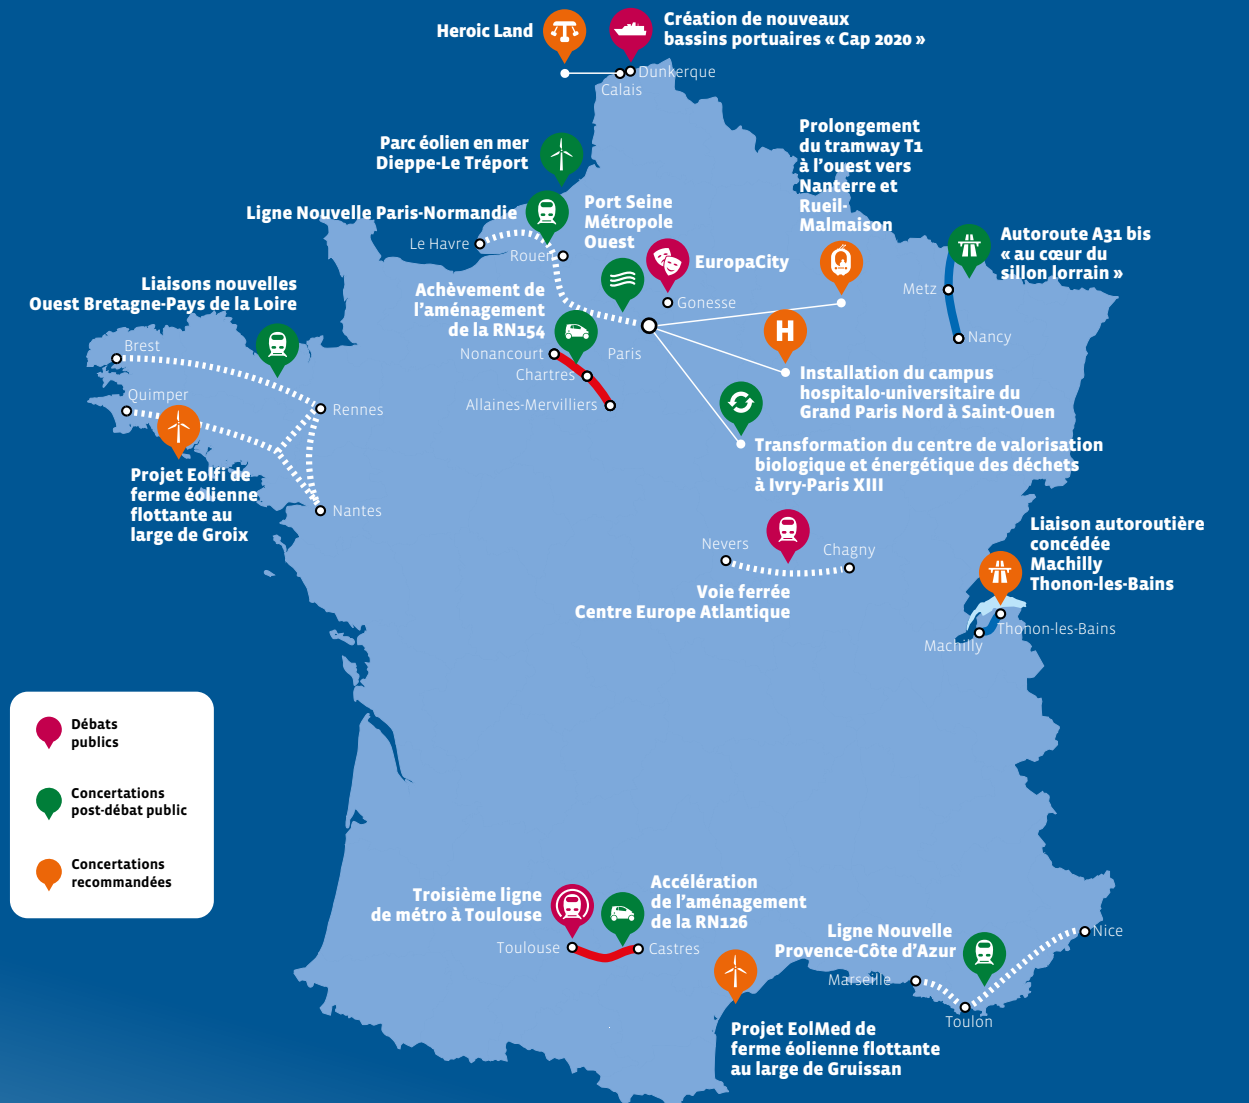 Heroic Land
Création de nouveaux
bassins portuaires « Cap 2020 »
Dunkerque
Calais
Parc éolien en mer
Dieppe-Le Tréport
Prolongement
du tramway T1
à l'ouest vers
Nanterre et
Rueil-
Malmaison
Ligne Nouvelle Paris-Normandie
Port Seine
Métropole
Ouest
Le Havre
Rouen
EuropaCity
Gonesse
Autoroute A31 bis
« au cœur du
sillon lorrain »
Metz
Nancy
Liaisons nouvelles
Ouest Bretagne-Pays de la Loire
Achèvement de
l'aménagement
de la RN154
Nonancourt
Chartres
Allaines-Mervilliers
Paris
Brest
Quimper
Rennes
Nantes
H
Installation du campus
hospitalo-universitaire du
Grand Paris Nord à Saint-Ouen
Transformation du centre de valorisation
biologique et énergétique des déchets
à Ivry-Paris XIII
Projet Eolfi de
ferme éolienne
flottante au
large de Groix
Nevers
Chagny
Voie ferrée
Centre Europe Atlantique
Liaison autoroutière
concédée
Machilly
Thonon-les-Bains
Thonon-les-Bains
Machilly
Débats
publics
Concertations
post-débat public
Concertations
recommandées
Troisième ligne
de métro à Toulouse
Accélération
de l'aménagement
de la RN126
Toulouse
Castres
Ligne Nouvelle
Provence-Côte d'Azur
Nice
Marseille
Toulon
Projet EolMed de
ferme éolienne flottante
au large de Gruissan